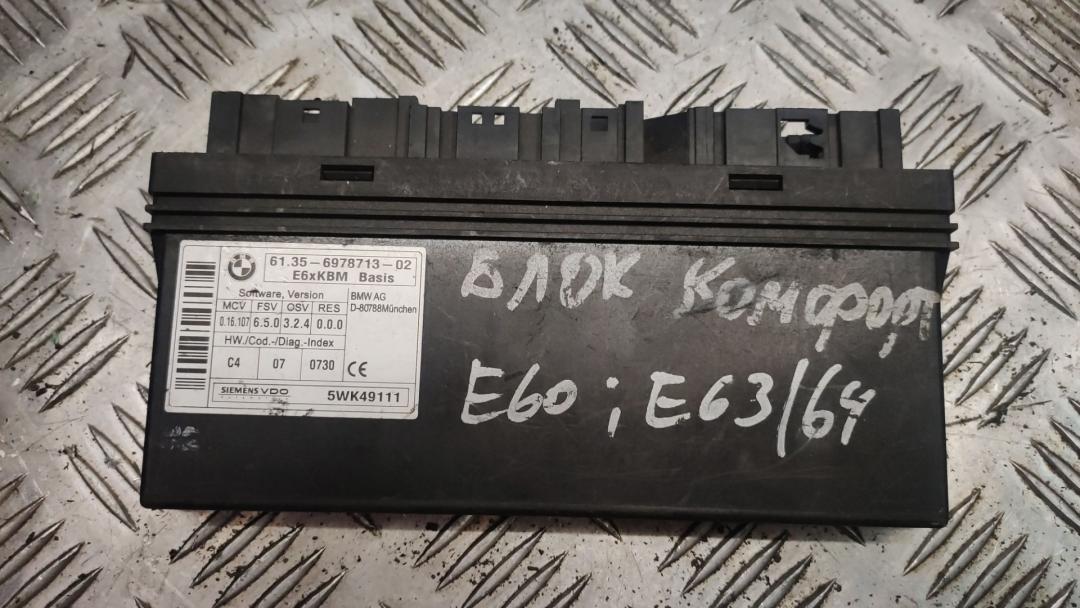 61.35-6978713-02
E6xKBM Basis
Software, Version
MCV FSV OSV RES
0.16.107 6.5.0 3.2.4 0.0.0
BMW AG
D-80788München
HW./Cod.-/Diag.-Index
C4 07 0730 CE
SIEMENS VDO
5WK49111
БЛОК Комфорт
E60; E63/64